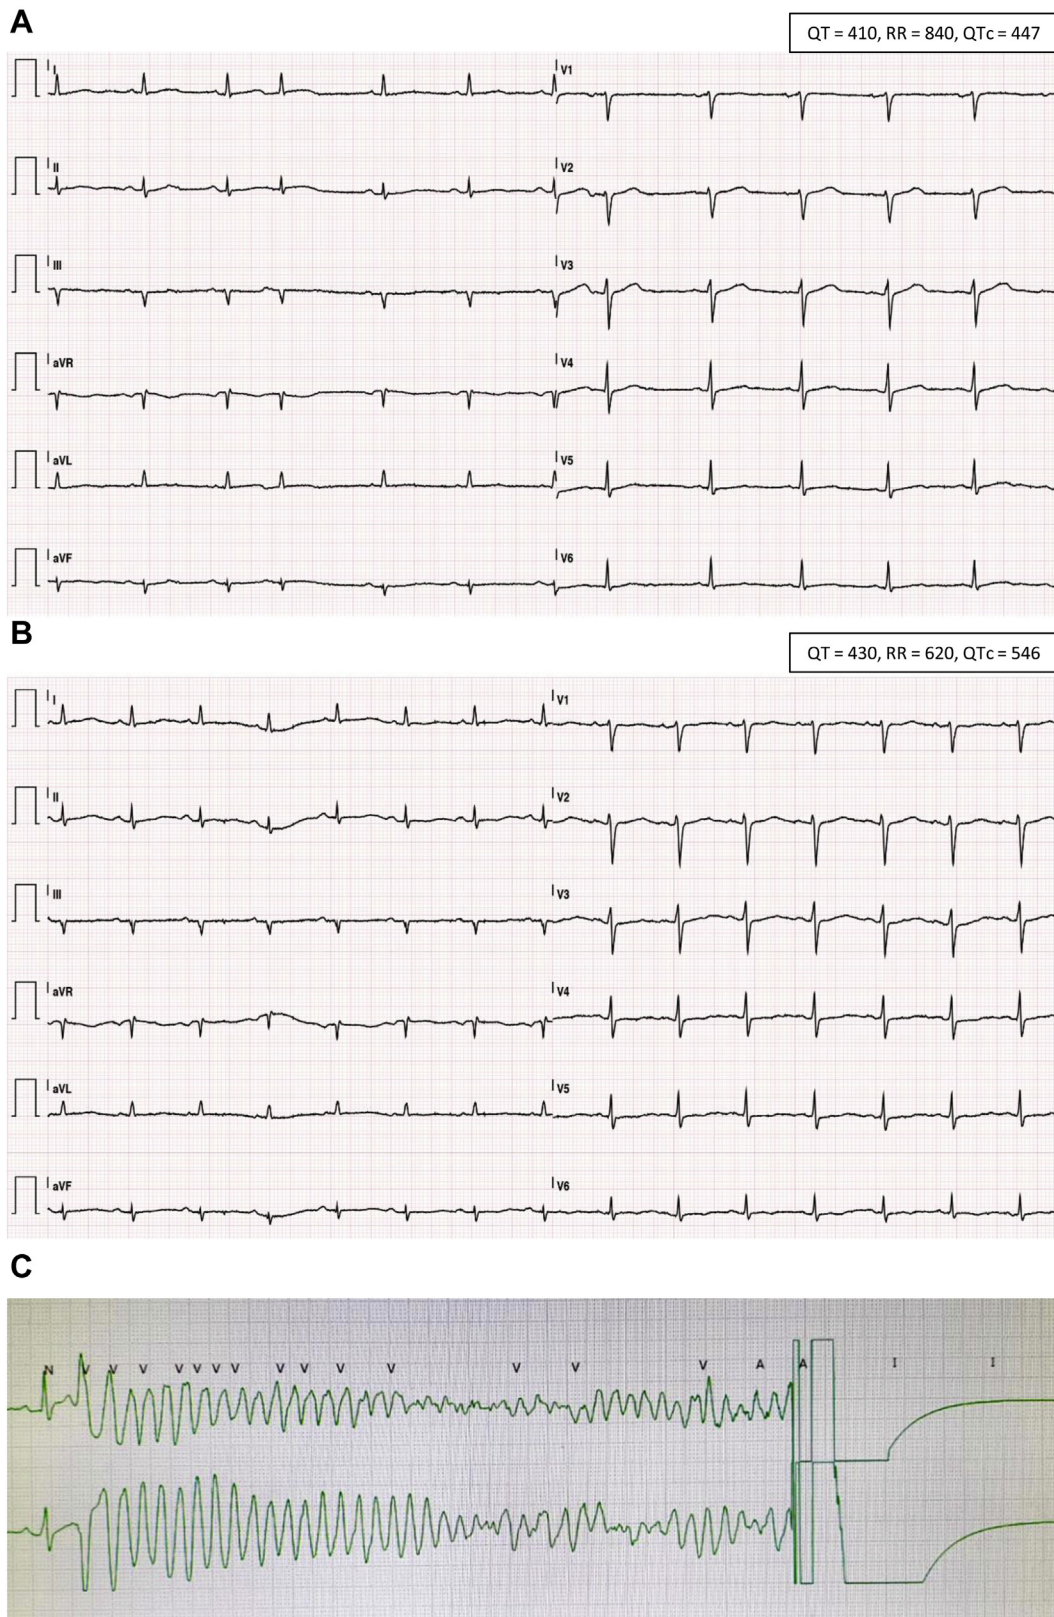 A
QT = 410, RR = 840, QTc = 447
I
V1
II
V2
III
V3
aVR
V4
aVL
V5
aVF
V6
B
QT = 430, RR = 620, QTc = 546
I
V1
II
V2
III
V3
aVR
V4
aVL
V5
aVF
V6
C
N V V V V V V V V V V V V V V A A I I